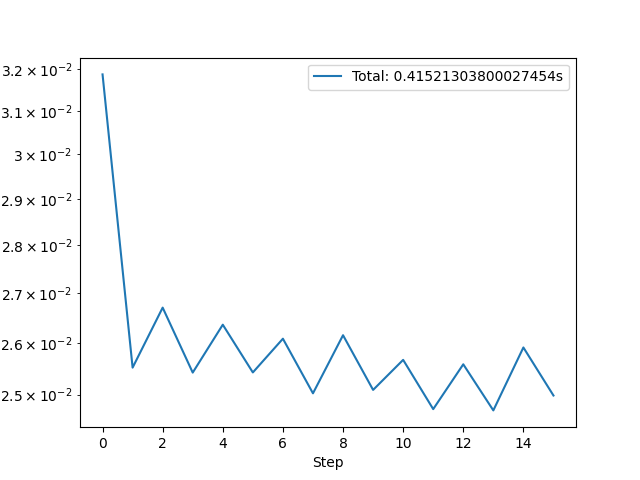 Total: 0.41521303800027454s
3.2 × 10⁻²
3.1 × 10⁻²
3 × 10⁻²
2.9 × 10⁻²
2.8 × 10⁻²
2.7 × 10⁻²
2.6 × 10⁻²
2.5 × 10⁻²
0 2 4 6 8 10 12 14
Step